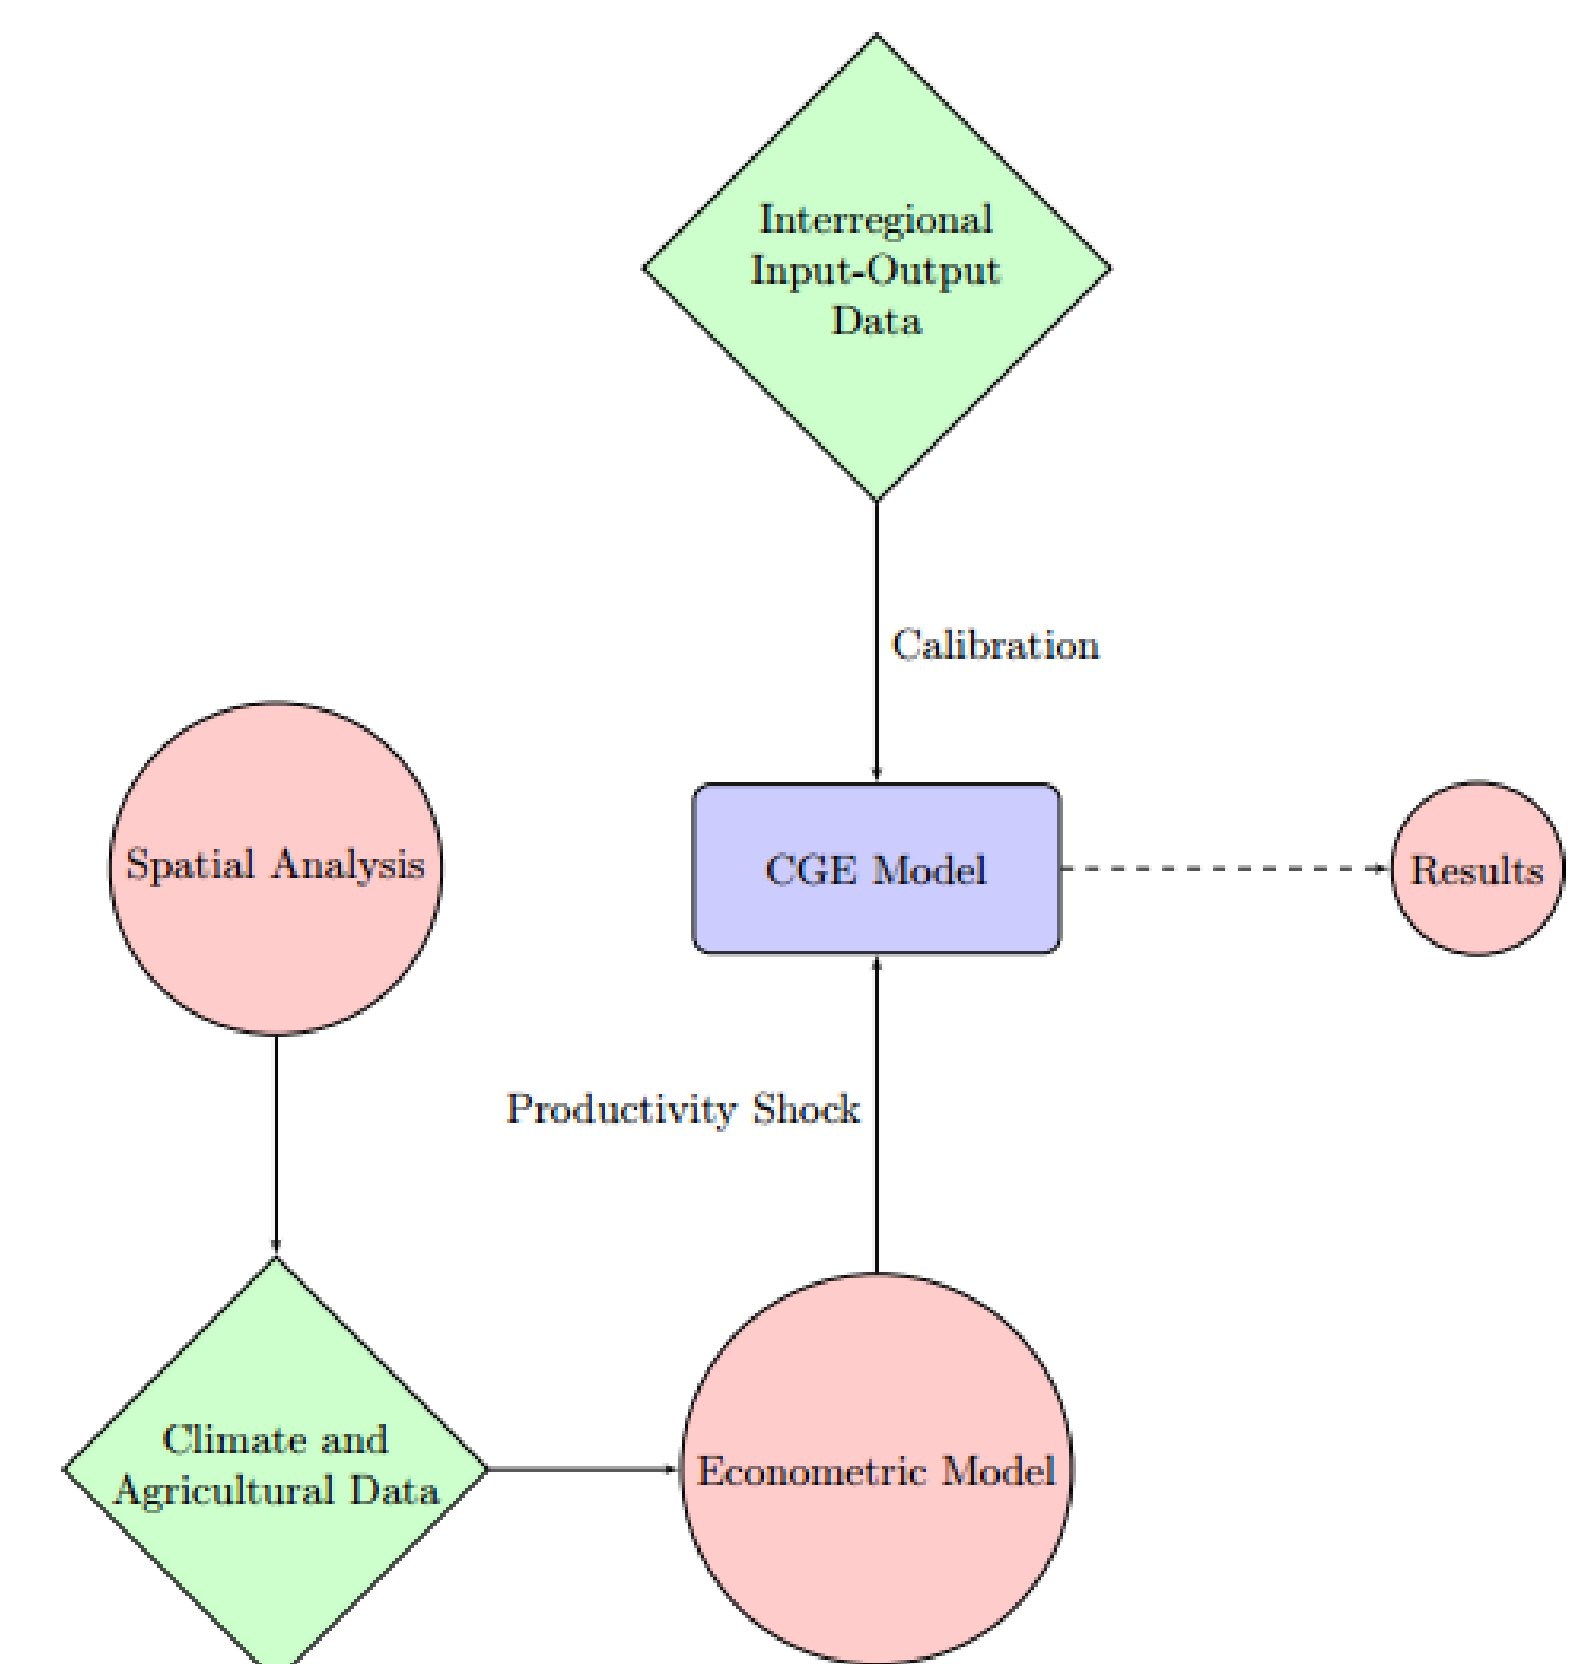 Interregional
Input-Output
Data
Calibration
Spatial Analysis
CGE Model
Results
Productivity Shock
Climate and
Agricultural Data
Econometric Model